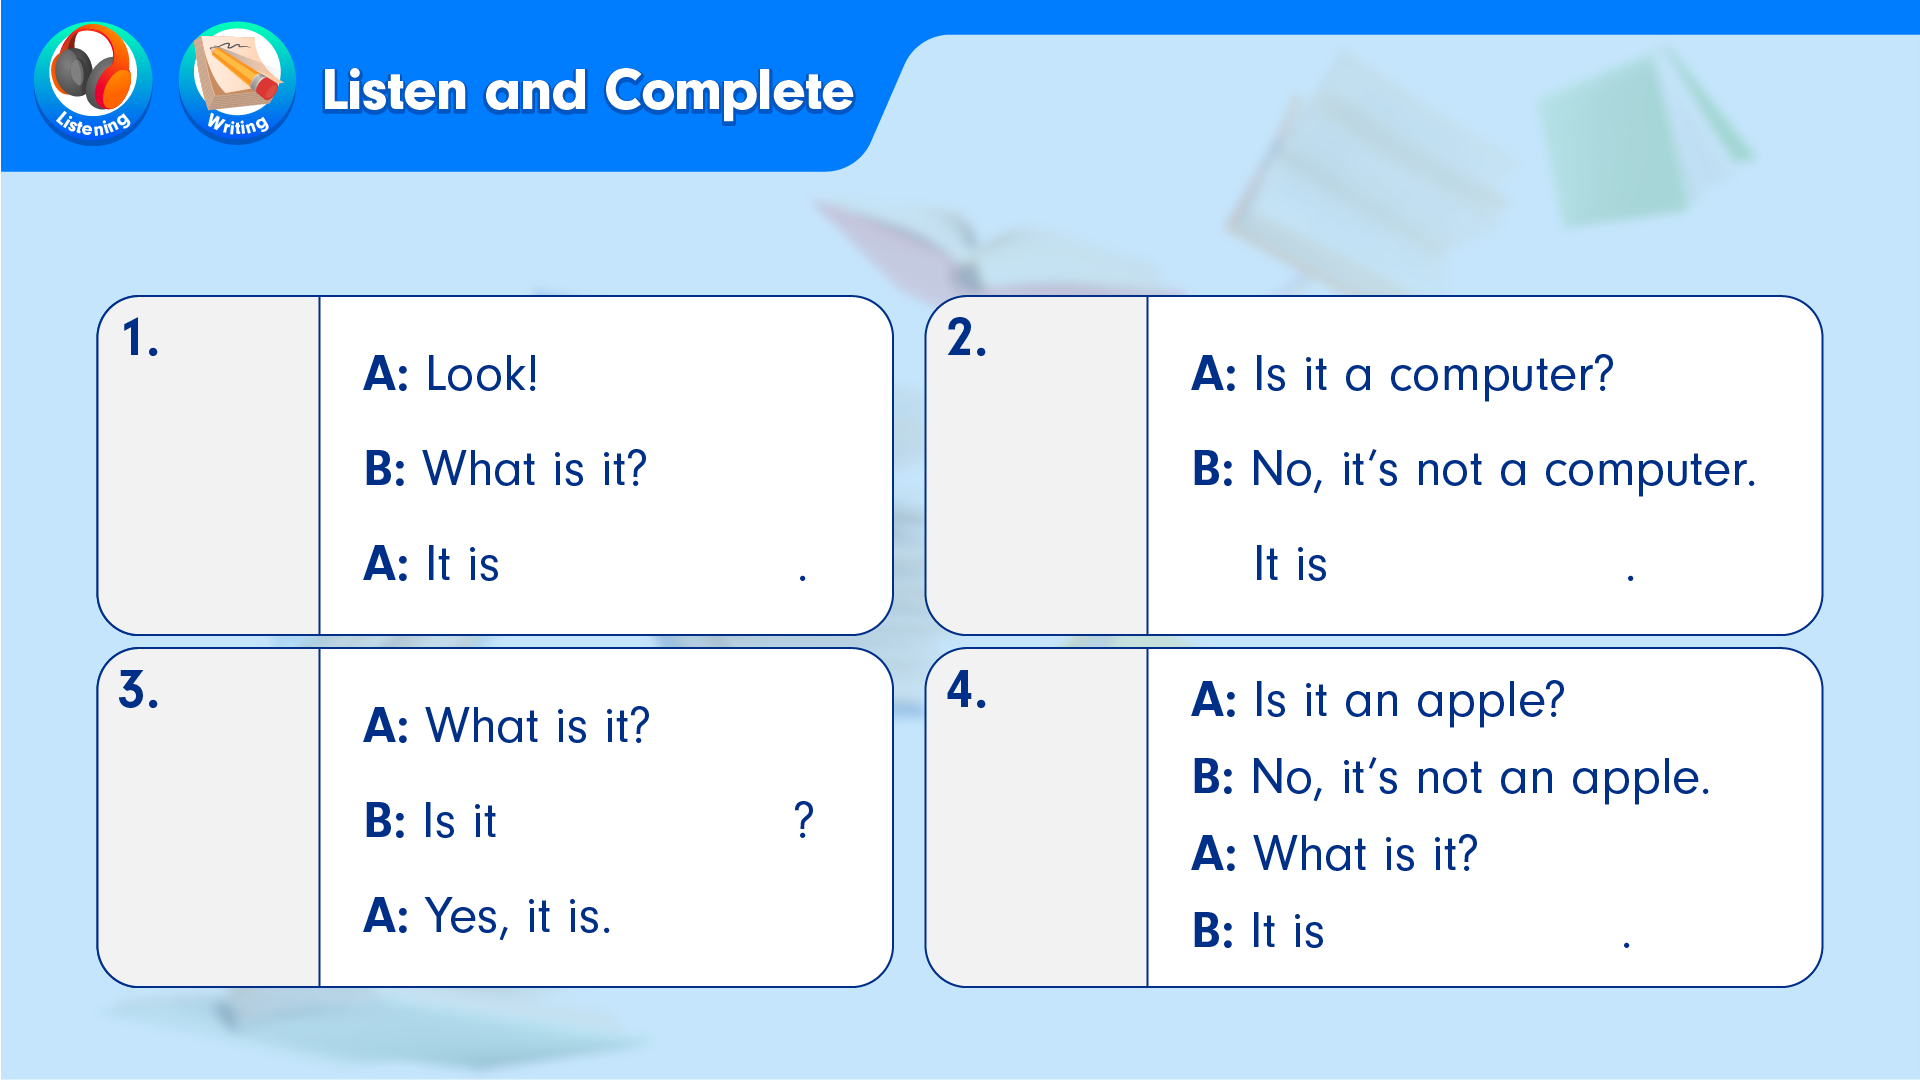 Listening
Writing
Listen and Complete
1.
A: Look!
B: What is it?
A: It is .
2.
A: Is it a computer?
B: No, it’s not a computer.
It is .
3.
A: What is it?
B: Is it ?
A: Yes, it is.
4.
A: Is it an apple?
B: No, it’s not an apple.
A: What is it?
B: It is .